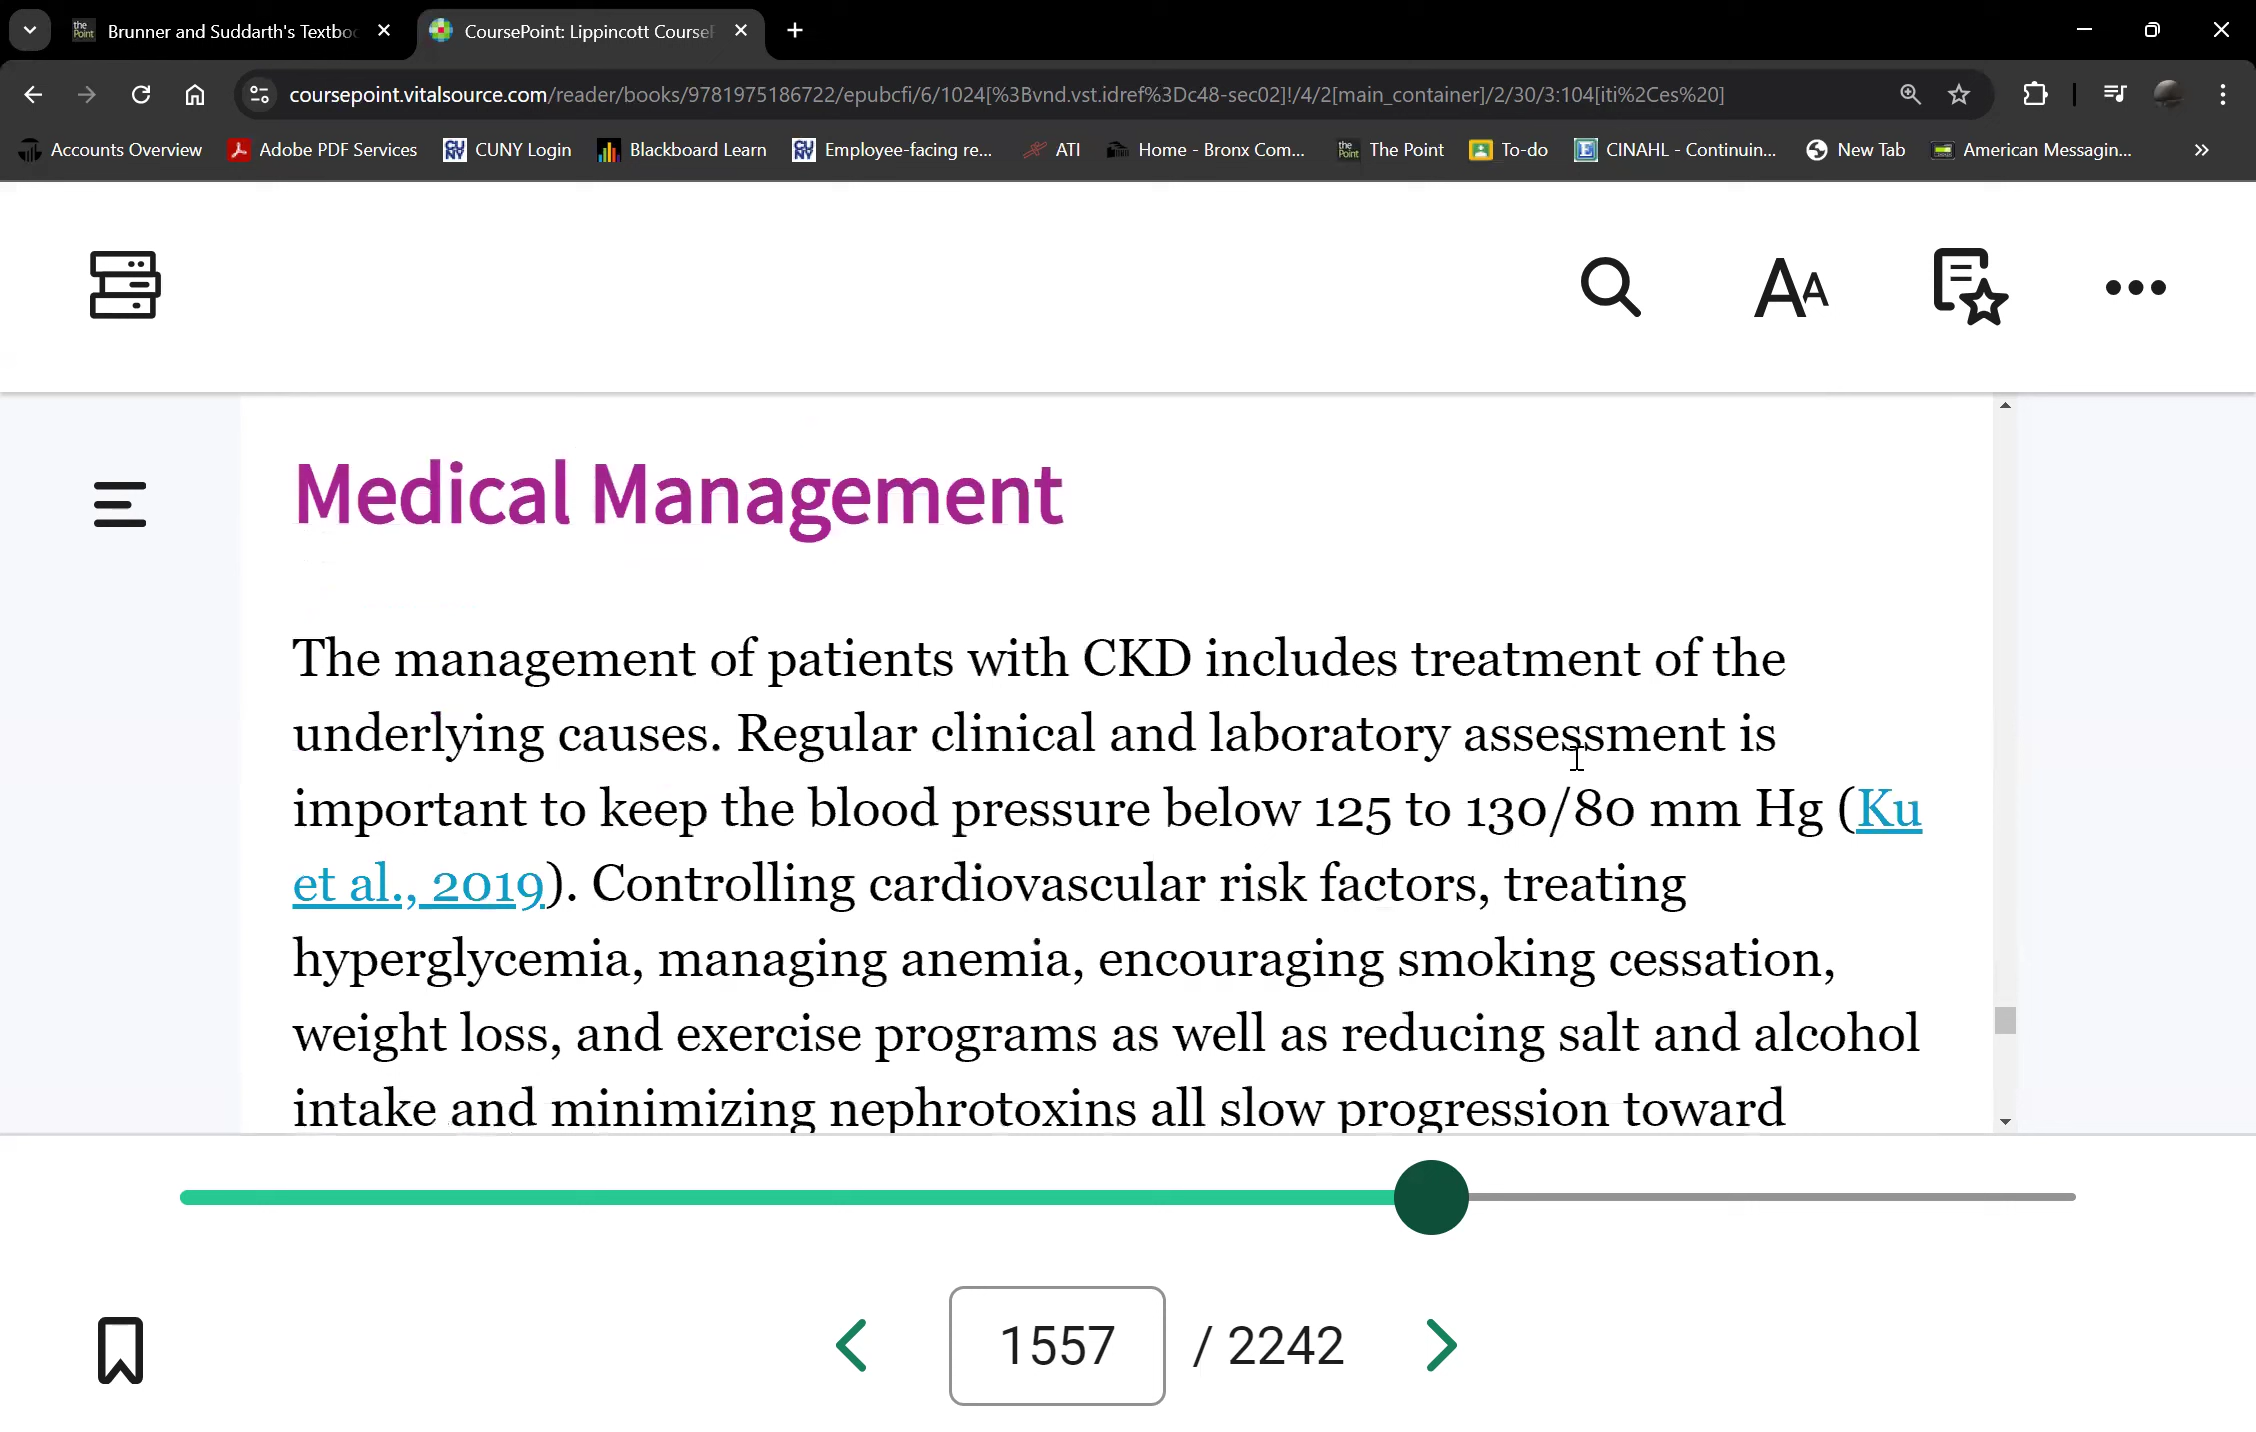 Brunner and Suddarth's Textbo
CoursePoint: Lippincott Course
coursepoint.vitalsource.com/reader/books/9781975186722/epubcfi/6/1024[%3Bvnd.vst.idref%3Dc48-sec02]!/4/2[main_container]/2/30/3:104[iti%2Ces%20]
Accounts Overview Adobe PDF Services CUNY Login Blackboard Learn Employee-facing re... ATI Home - Bronx Com... The Point To-do CINAHL - Continuin... New Tab American Messagin...
Medical Management
The management of patients with CKD includes treatment of the
underlying causes. Regular clinical and laboratory assessment is
important to keep the blood pressure below 125 to 130/80 mm Hg (Ku
et al., 2019). Controlling cardiovascular risk factors, treating
hyperglycemia, managing anemia, encouraging smoking cessation,
weight loss, and exercise programs as well as reducing salt and alcohol
intake and minimizing nephrotoxins all slow progression toward
1557 / 2242